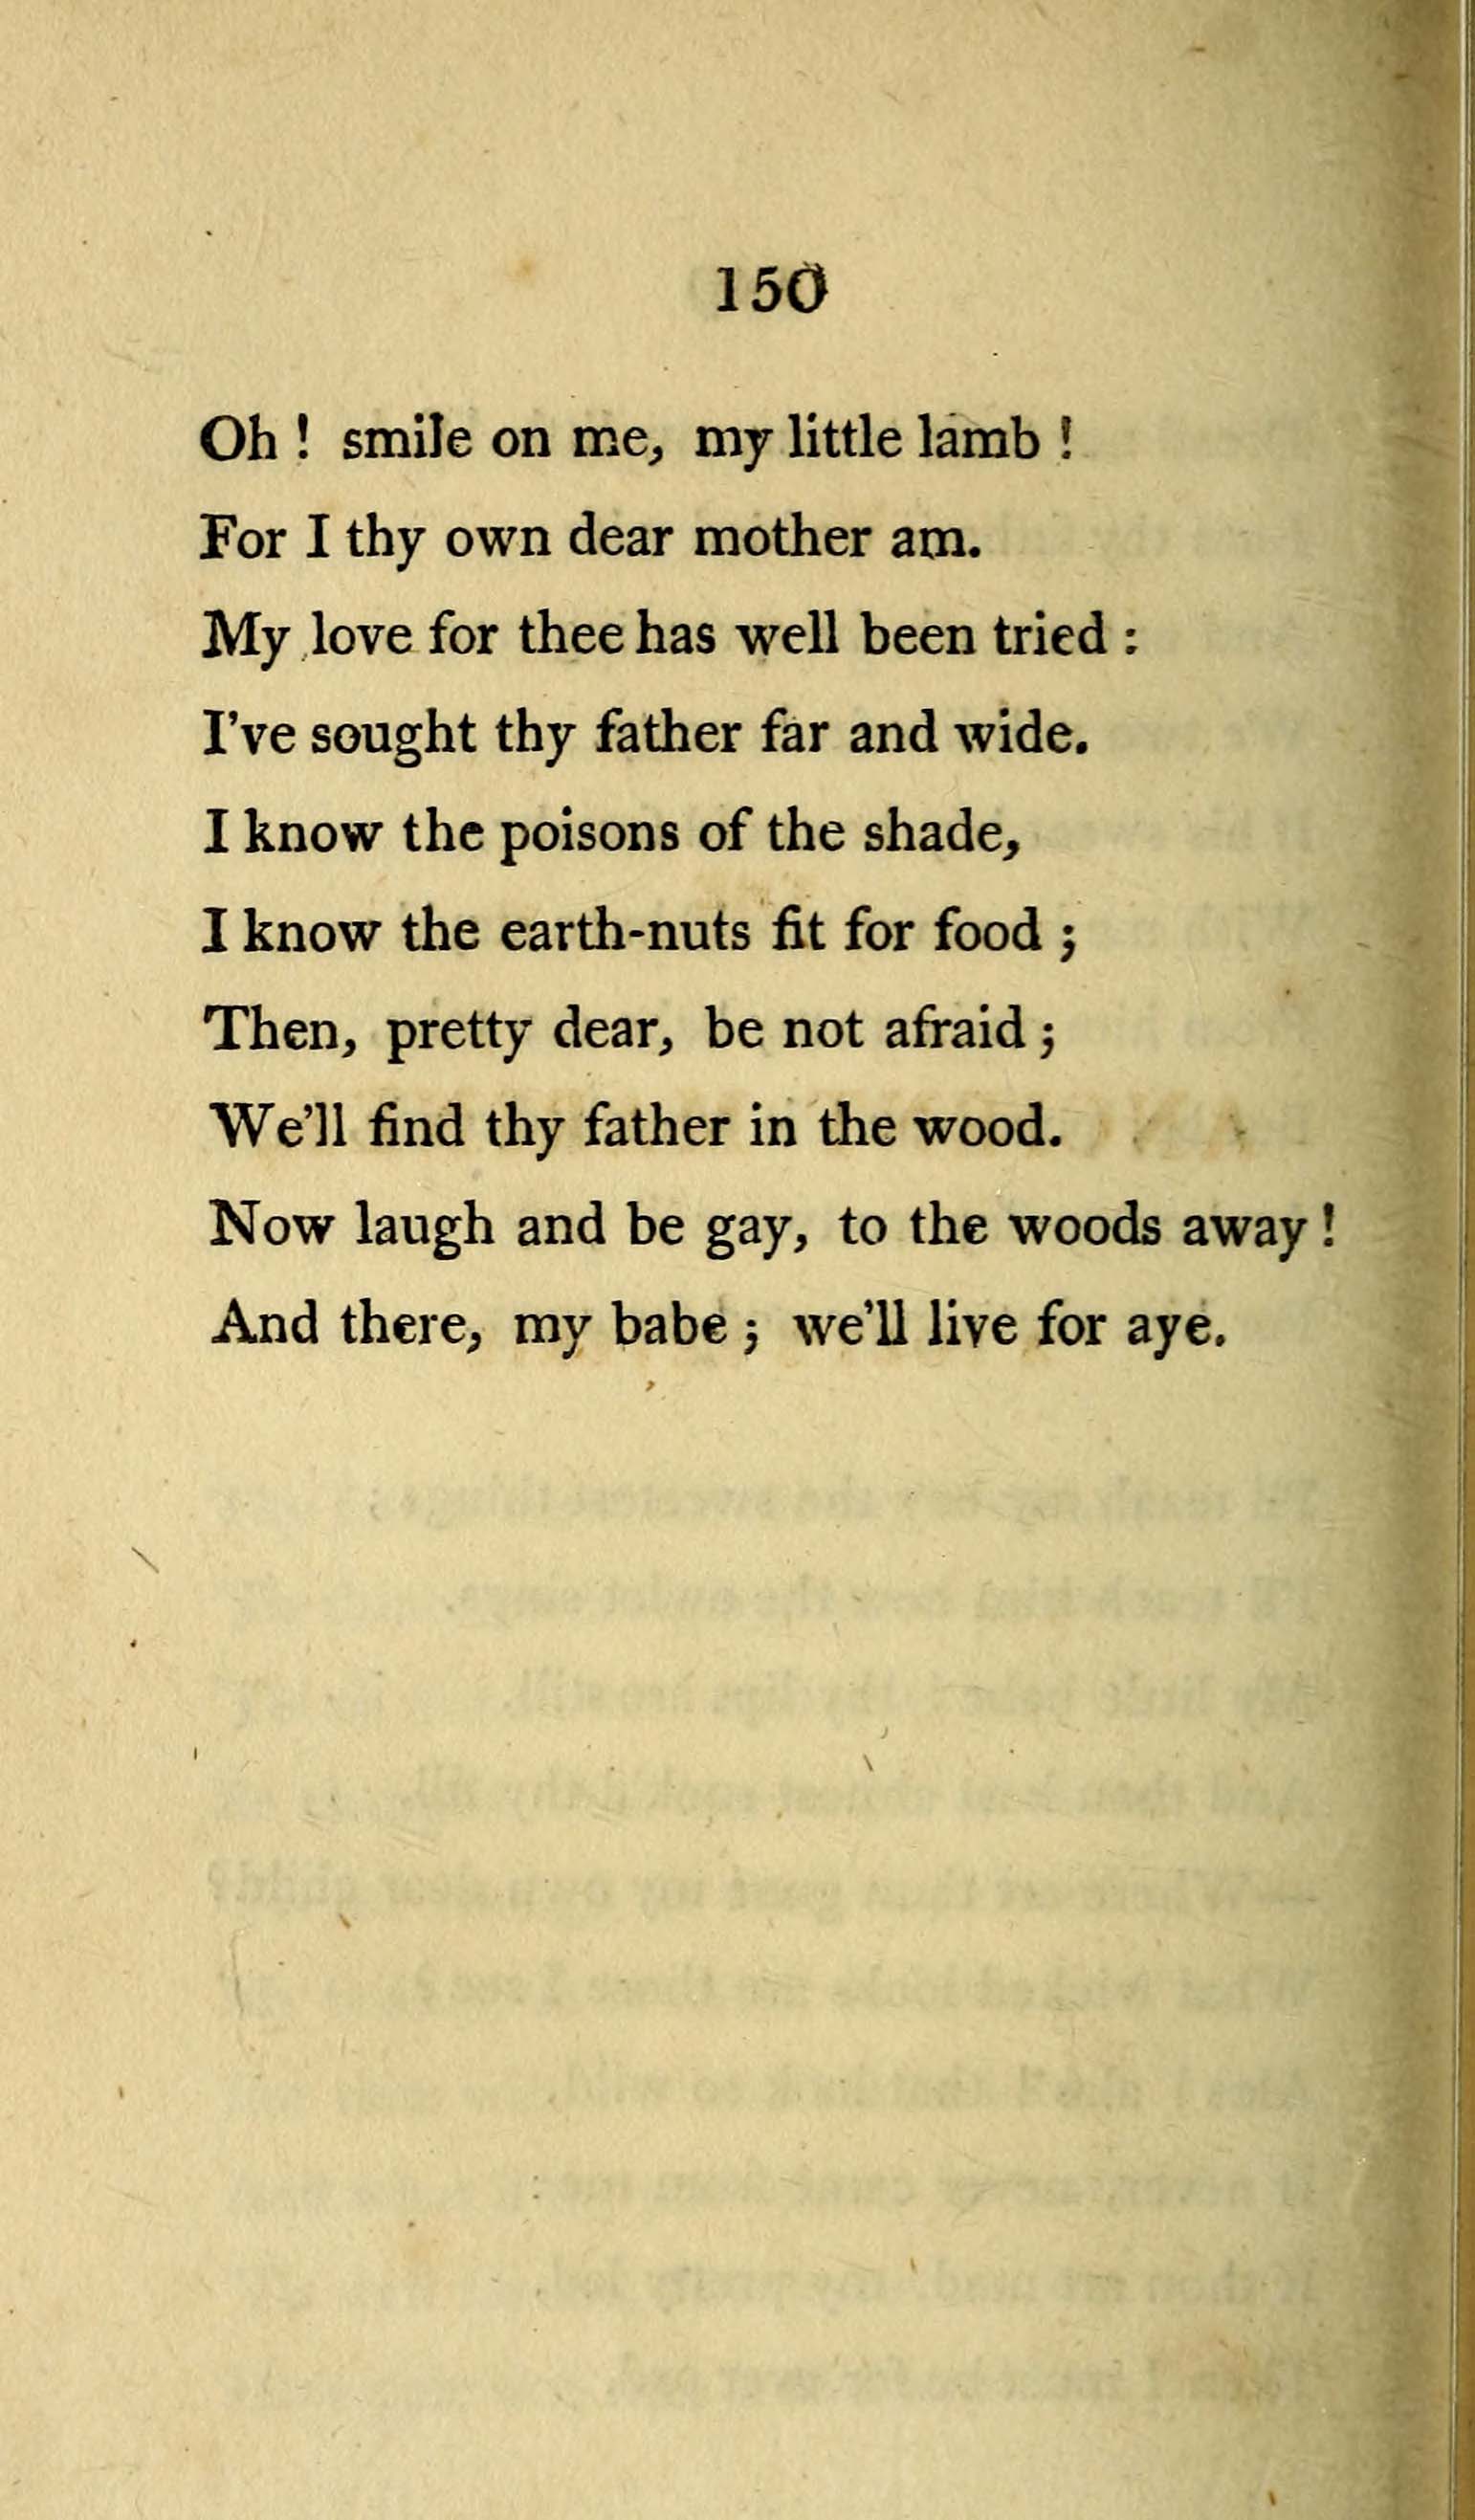 150
Oh ! smile on me, my little lamb !
For I thy own dear mother am.
My love for thee has well been tried :
I've sought thy father far and wide.
I know the poisons of the shade,
I know the earth-nuts fit for food ;
Then, pretty dear, be not afraid ;
We'll find thy father in the wood.
Now laugh and be gay, to the woods away !
And there, my babe ; we'll live for aye.